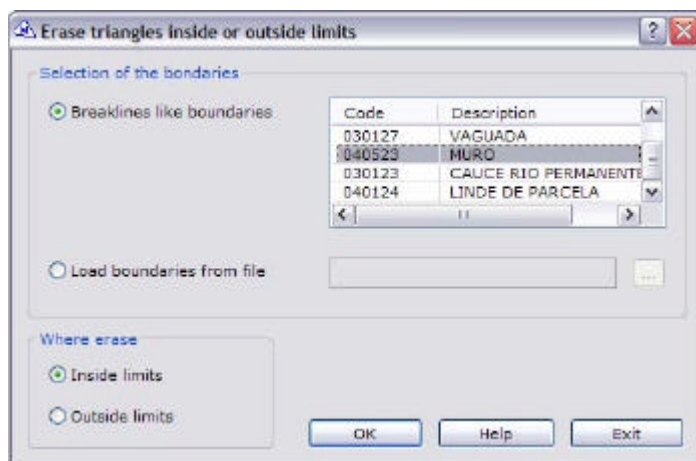 Erase triangles inside or outside limits
Selection of the bondaries
Breaklines like boundaries
Code Description
030127 VAGUADA
040523 MURO
030123 CAUCE RIO PERMANENTE
040124 LINDE DE PARCELA
Load boundaries from file
...
Where erase
Inside limits
Outside limits
OK Help Exit